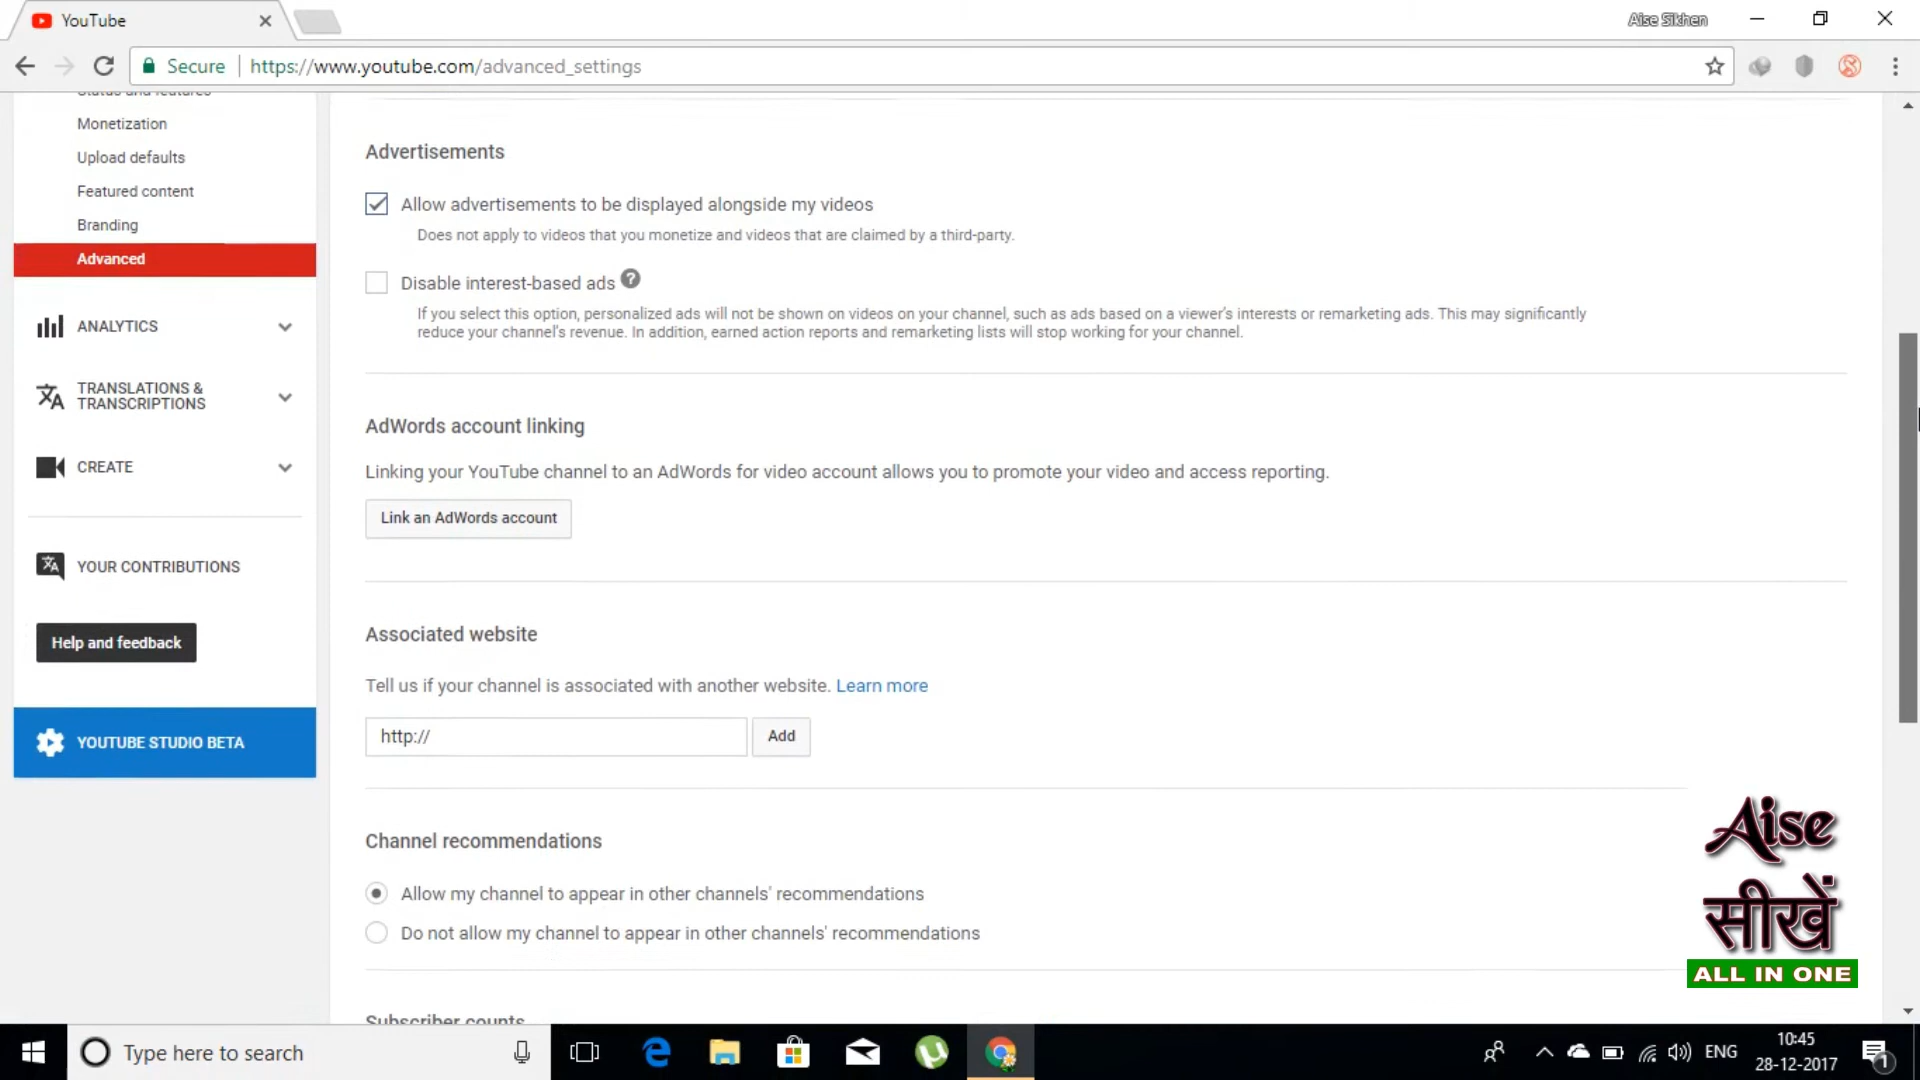 YouTube
Aise Sikhen
Secure
https://www.youtube.com/advanced_settings
Status and features
Monetization
Upload defaults
Featured content
Branding
Advanced
ANALYTICS
TRANSLATIONS &
TRANSCRIPTIONS
CREATE
YOUR CONTRIBUTIONS
Help and feedback
YOUTUBE STUDIO BETA
Advertisements
Allow advertisements to be displayed alongside my videos
Does not apply to videos that you monetize and videos that are claimed by a third-party.
Disable interest-based ads ?
If you select this option, personalized ads will not be shown on videos on your channel, such as ads based on a viewer's interests or remarketing ads. This may significantly
reduce your channel's revenue. In addition, earned action reports and remarketing lists will stop working for your channel.
AdWords account linking
Linking your YouTube channel to an AdWords for video account allows you to promote your video and access reporting.
Link an AdWords account
Associated website
Tell us if your channel is associated with another website. Learn more
http://
Add
Channel recommendations
Allow my channel to appear in other channels' recommendations
Do not allow my channel to appear in other channels' recommendations
Subscriber counts
Aise
सीखें
ALL IN ONE
Type here to search
ENG
10:45
28-12-2017
1